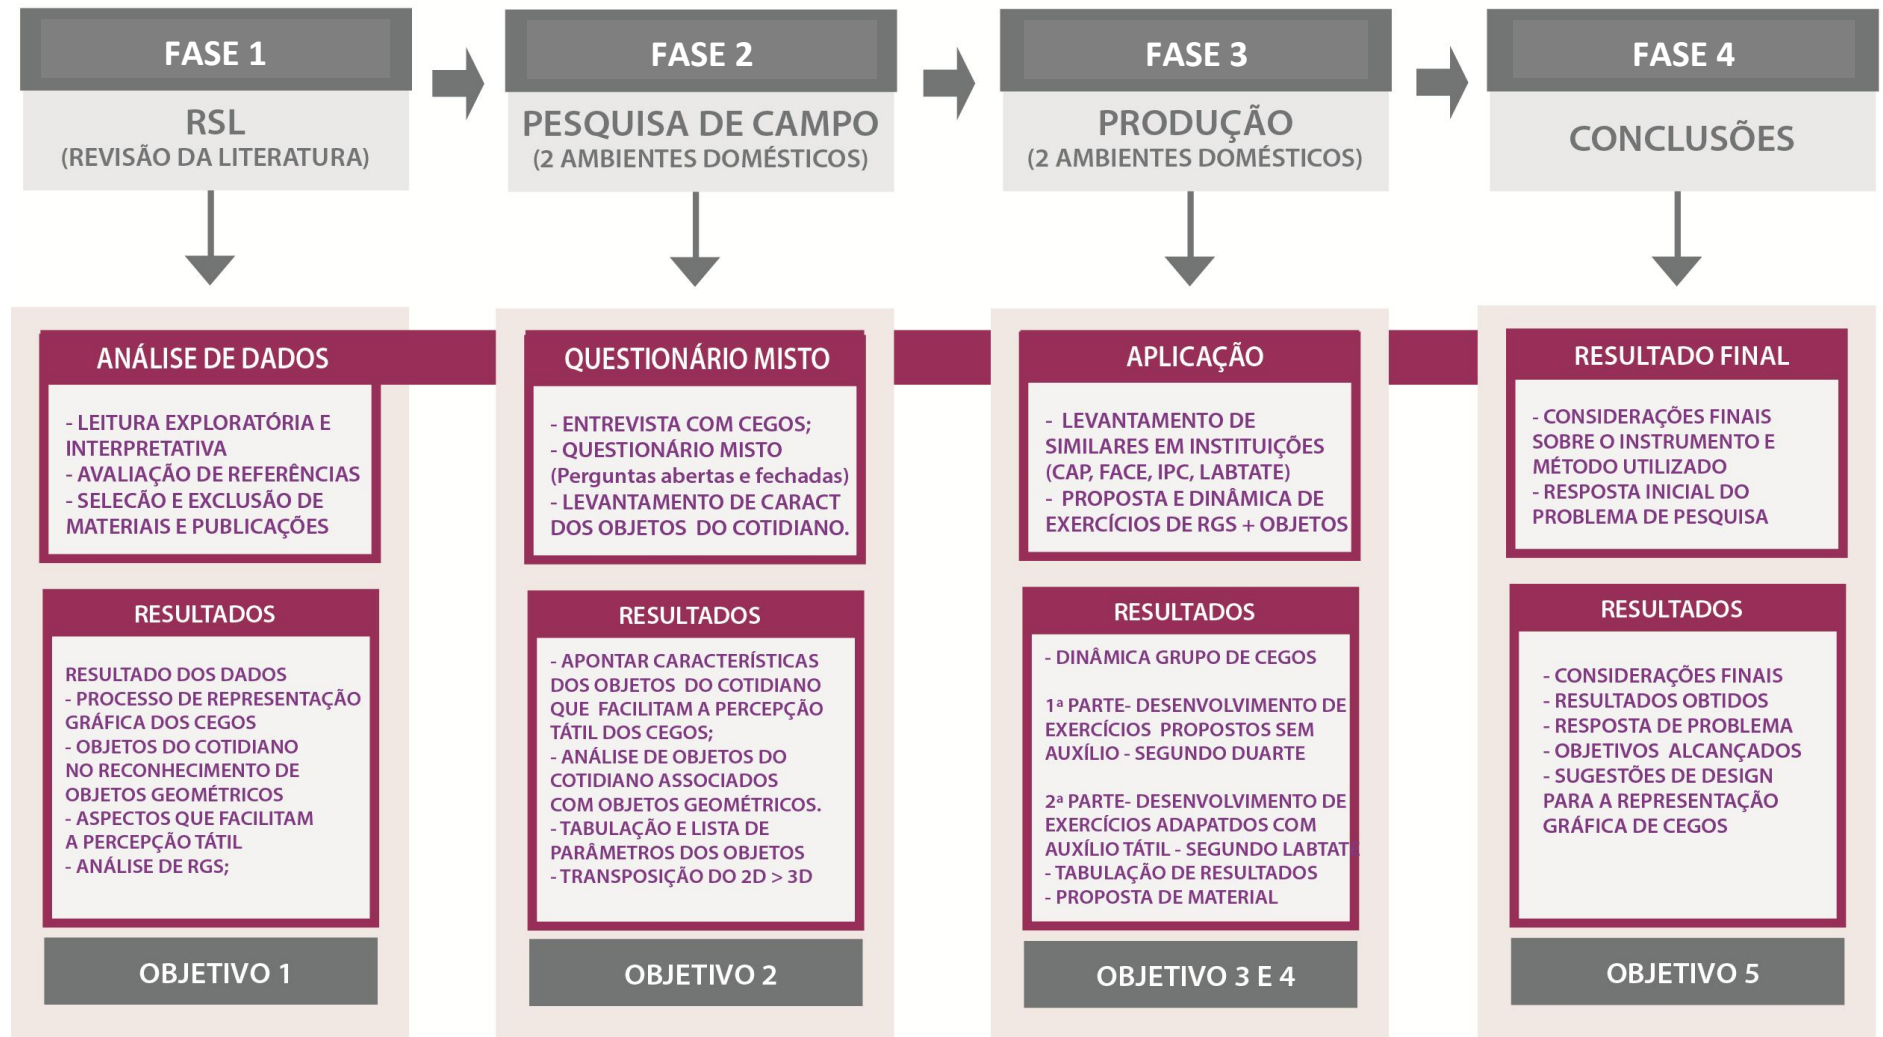 FASE 1
RSL
(REVISÃO DA LITERATURA)
ANÁLISE DE DADOS
- LEITURA EXPLORATÓRIA E
INTERPRETATIVA
- AVALIAÇÃO DE REFERÊNCIAS
- SELECÃO E EXCLUSÃO DE
MATERIAIS E PUBLICAÇÕES
RESULTADOS
RESULTADO DOS DADOS
- PROCESSO DE REPRESENTAÇÃO
GRÁFICA DOS CEGOS
- OBJETOS DO COTIDIANO
NO RECONHECIMENTO DE
OBJETOS GEOMÉTRICOS
- ASPECTOS QUE FACILITAM
A PERCEPÇÃO TÁTIL
- ANÁLISE DE RGS;
OBJETIVO 1
FASE 2
PESQUISA DE CAMPO
(2 AMBIENTES DOMÉSTICOS)
QUESTIONÁRIO MISTO
- ENTREVISTA COM CEGOS;
- QUESTIONÁRIO MISTO
(Perguntas abertas e fechadas)
- LEVANTAMENTO DE CARACT
DOS OBJETOS DO COTIDIANO.
RESULTADOS
- APONTAR CARACTERÍSTICAS
DOS OBJETOS DO COTIDIANO
QUE FACILITAM A PERCEPÇÃO
TÁTIL DOS CEGOS;
- ANÁLISE DE OBJETOS DO
COTIDIANO ASSOCIADOS
COM OBJETOS GEOMÉTRICOS.
- TABULAÇÃO E LISTA DE
PARÂMETROS DOS OBJETOS
- TRANSPOSIÇÃO DO 2D > 3D
OBJETIVO 2
FASE 3
PRODUÇÃO
(2 AMBIENTES DOMÉSTICOS)
APLICAÇÃO
- LEVANTAMENTO DE
SIMILARES EM INSTITUIÇÕES
(CAP, FACE, IPC, LABTATE)
- PROPOSTA E DINÂMICA DE
EXERCÍCIOS DE RGS + OBJETOS
RESULTADOS
- DINÂMICA GRUPO DE CEGOS
1ª PARTE- DESENVOLVIMENTO DE
EXERCÍCIOS PROPOSTOS SEM
AUXÍLIO - SEGUNDO DUARTE
2ª PARTE- DESENVOLVIMENTO DE
EXERCÍCIOS ADAPATDOS COM
AUXÍLIO TÁTIL - SEGUNDO LABTATE
- TABULAÇÃO DE RESULTADOS
- PROPOSTA DE MATERIAL
OBJETIVO 3 E 4
FASE 4
CONCLUSÕES
RESULTADO FINAL
- CONSIDERAÇÕES FINAIS
SOBRE O INSTRUMENTO E
MÉTODO UTILIZADO
- RESPOSTA INICIAL DO
PROBLEMA DE PESQUISA
RESULTADOS
- CONSIDERAÇÕES FINAIS
- RESULTADOS OBTIDOS
- RESPOSTA DE PROBLEMA
- OBJETIVOS ALCANÇADOS
- SUGESTÕES DE DESIGN
PARA A REPRESENTAÇÃO
GRÁFICA DE CEGOS
OBJETIVO 5